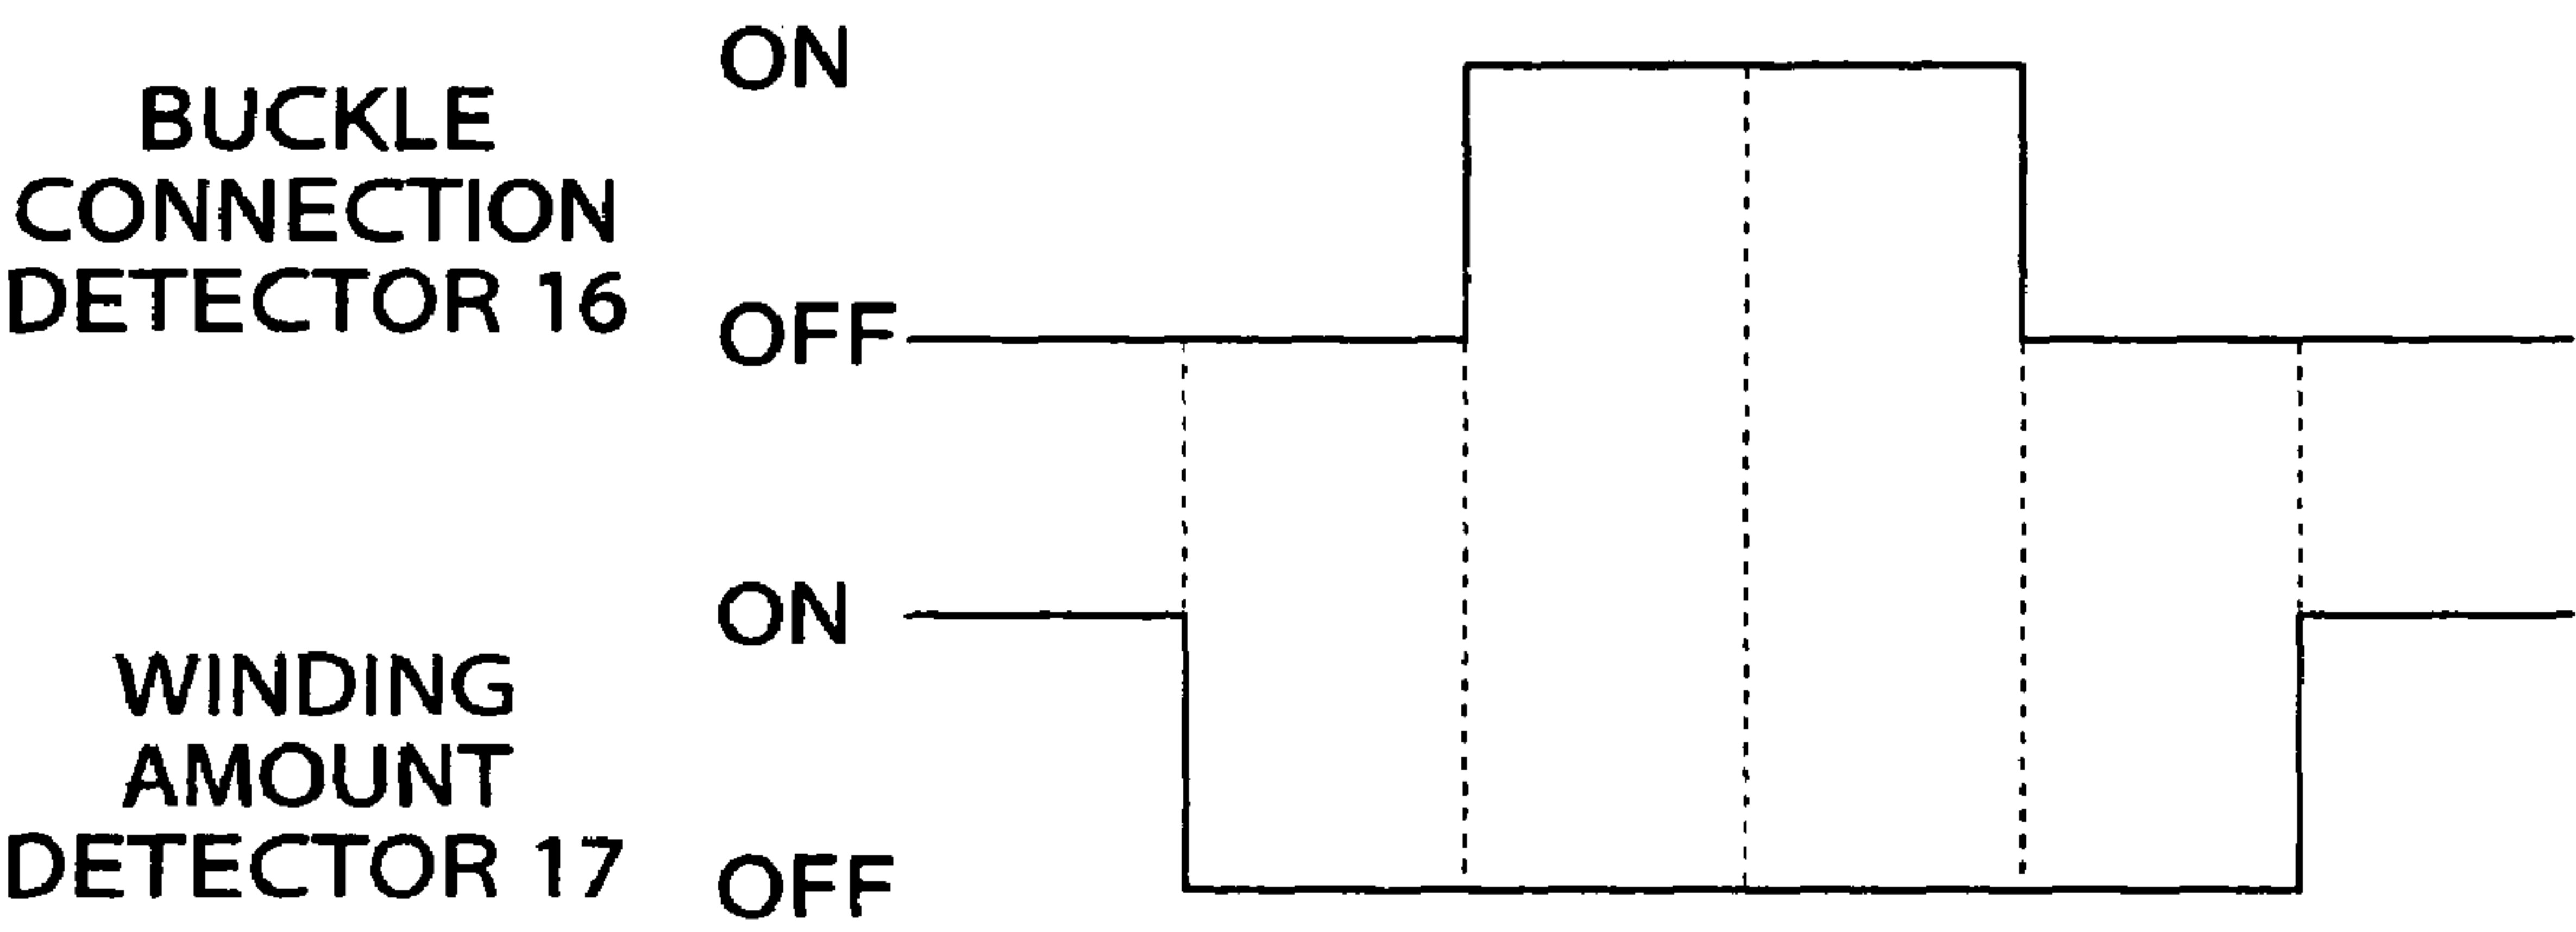 BUCKLE
CONNECTION
DETECTOR 16
ON
OFF
WINDING
AMOUNT
DETECTOR 17
ON
OFF